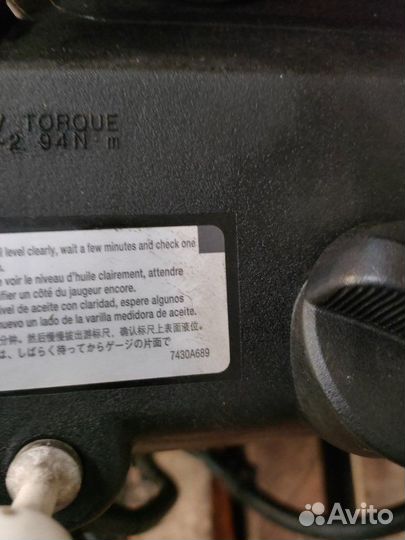 TORQUE
2.94N m
level clearly, wait a few minutes and check one
voir le niveau d'huile clairement, attendre
ifier un côté du jaugeur encore.
ivel de aceite con claridad, espere algunos
nuevo un lado de la varilla medidora de aceite.
分钟。然后慢慢拔出游标尺、确认标尺上表面液位。
は、しばらく待ってからゲージの片面で
7430A689
Avito